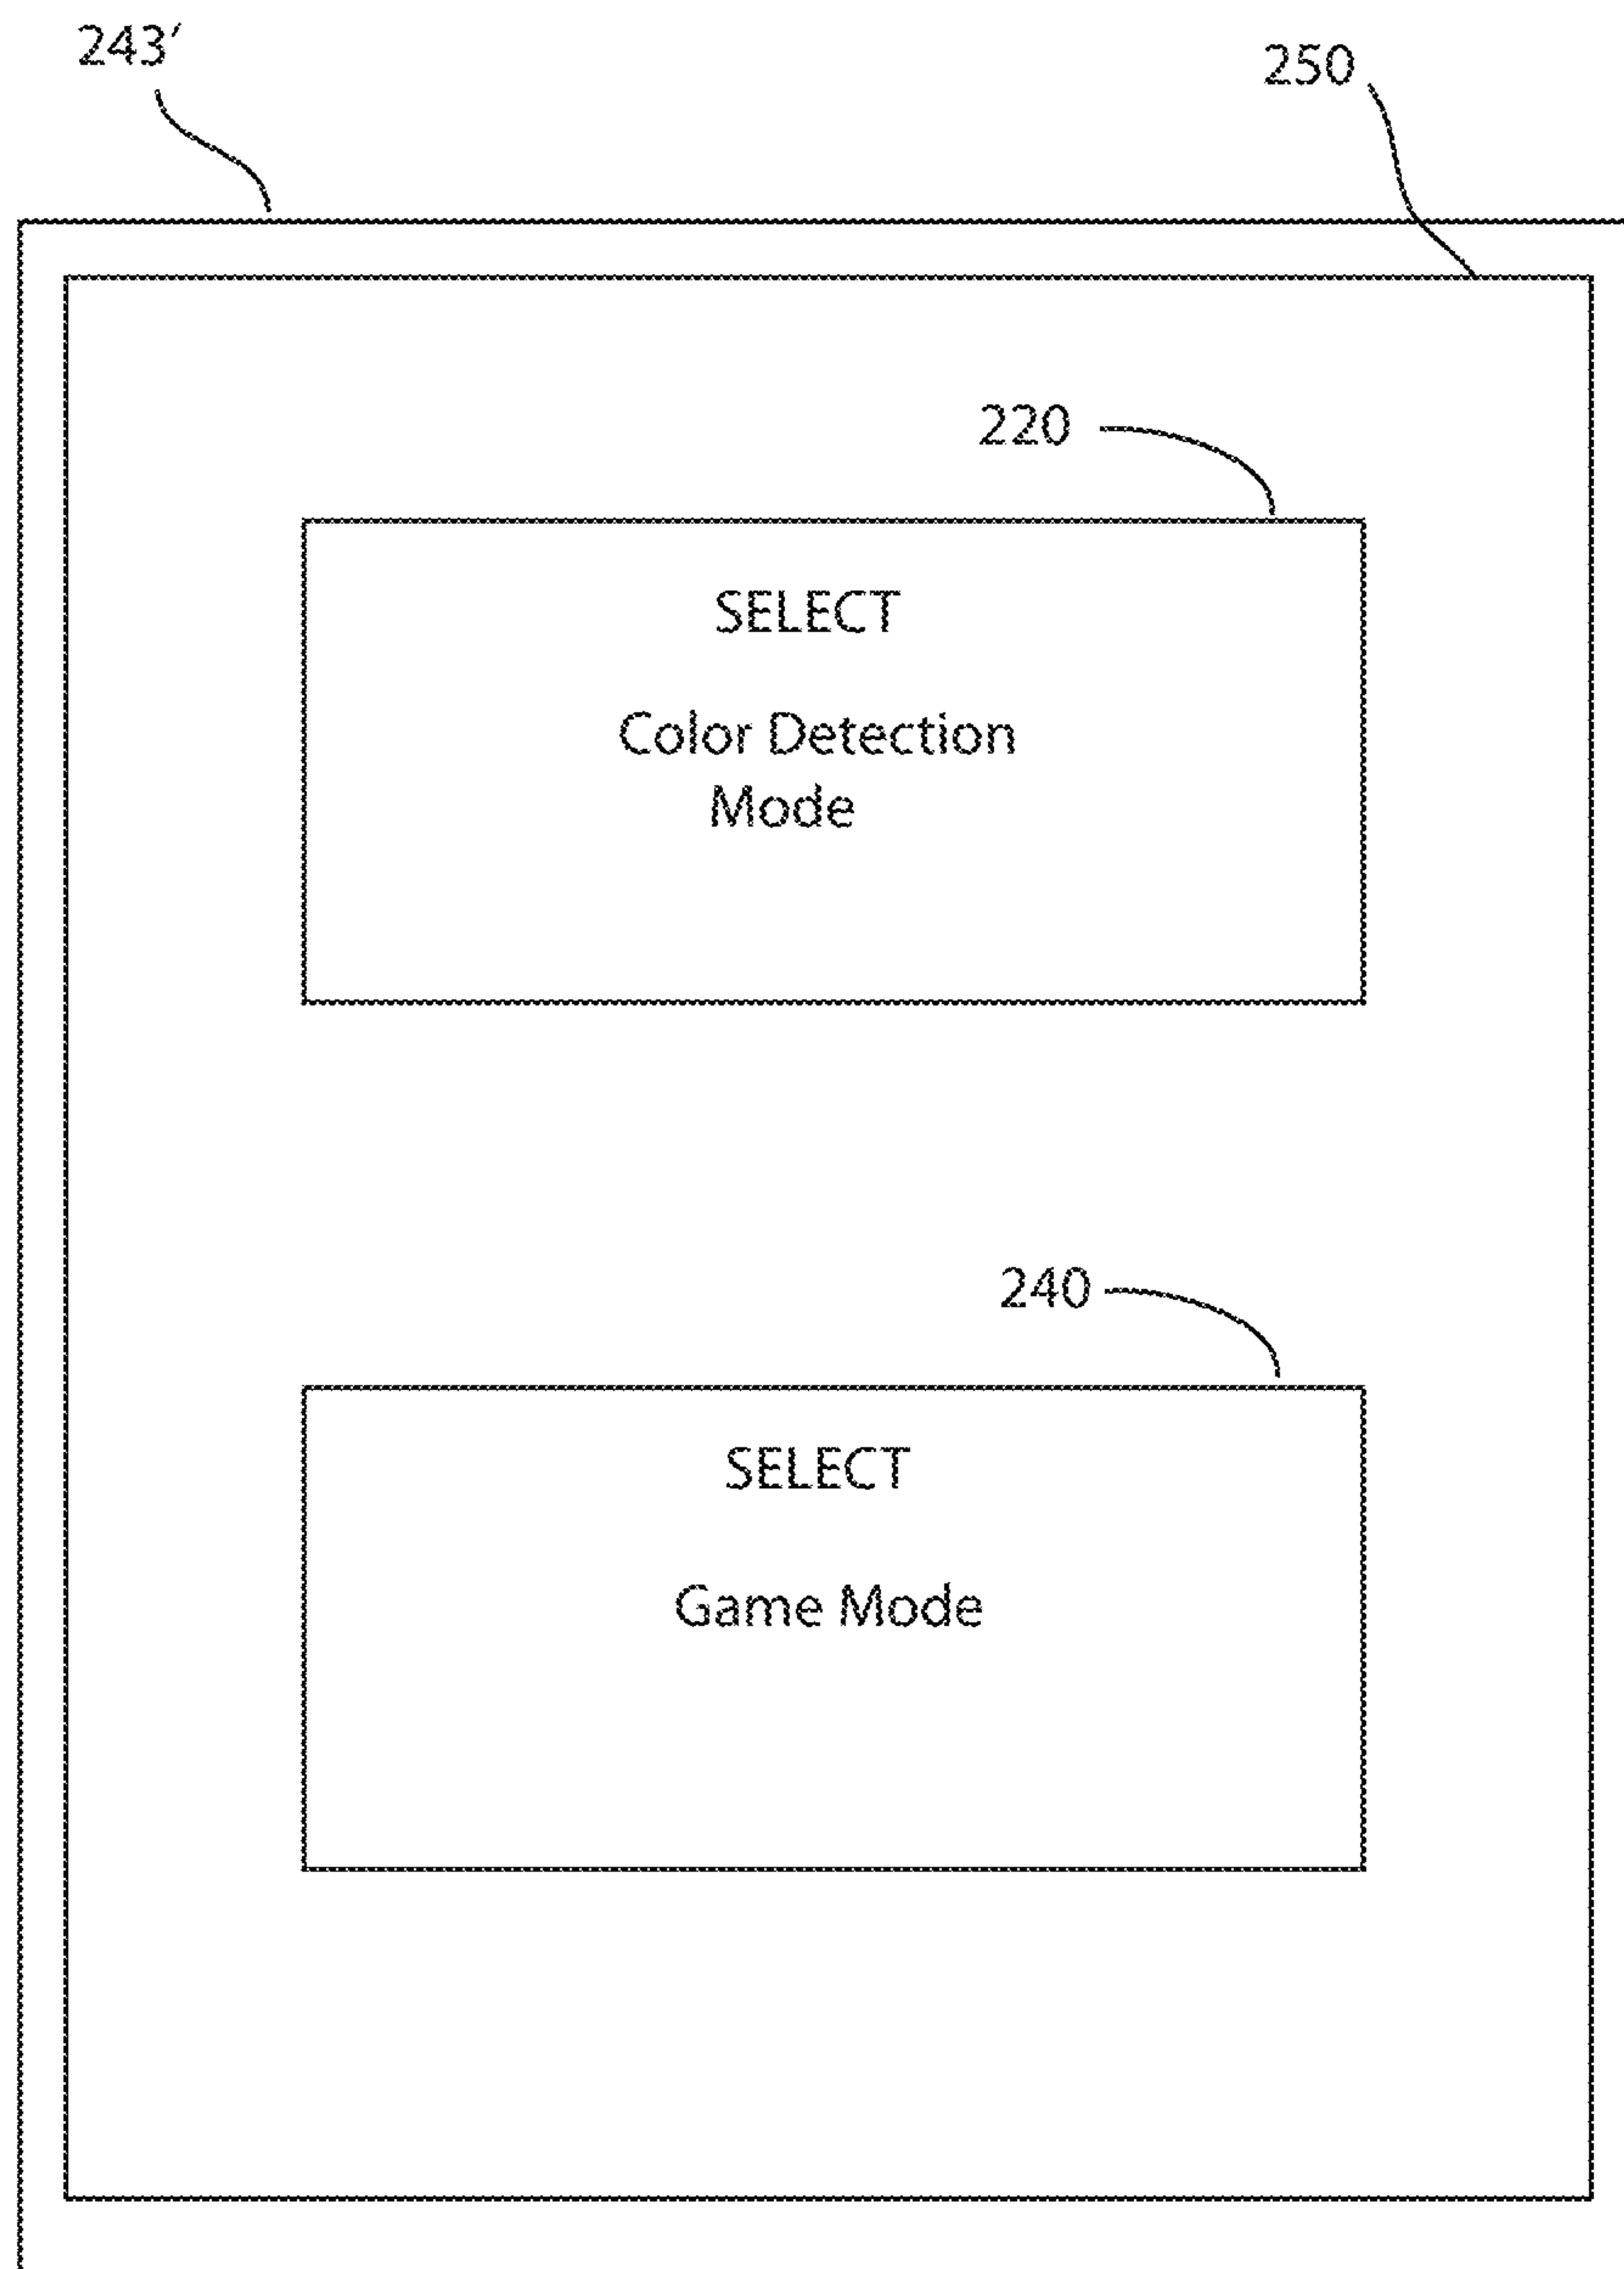 243′
250
220
SELECT
Color Detection
Mode
240
SELECT
Game Mode